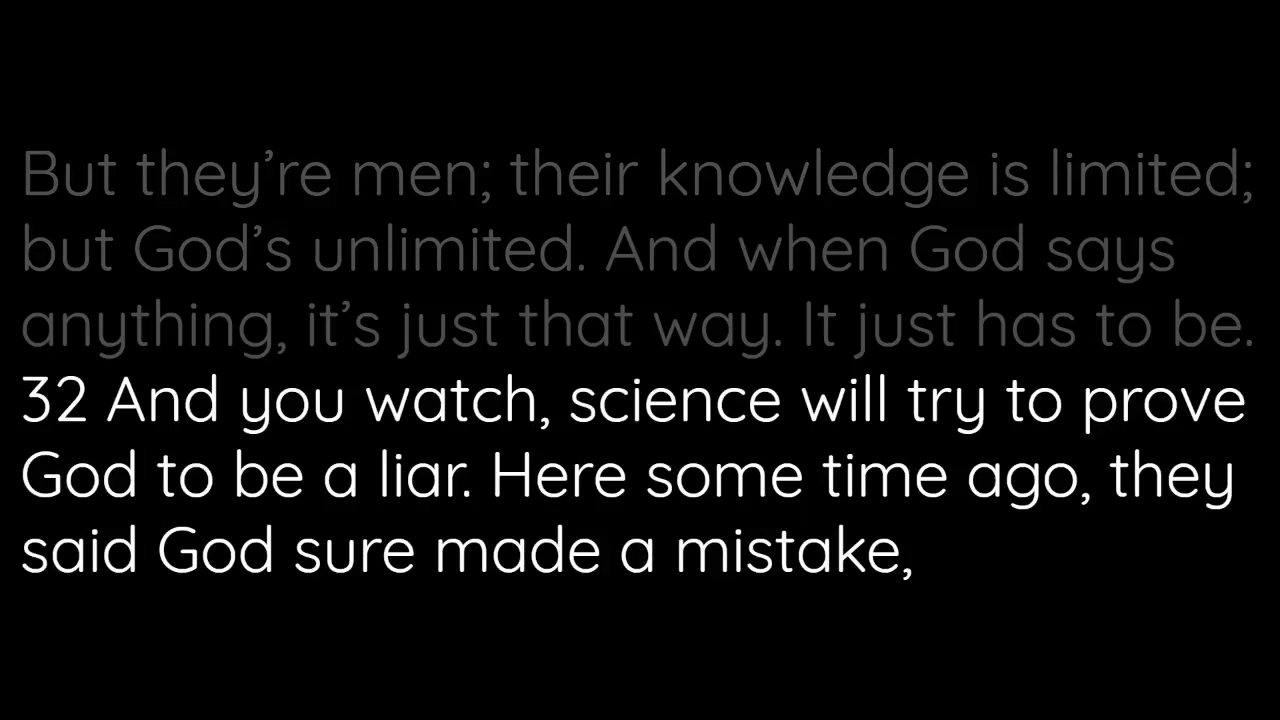 But they’re men; their knowledge is limited;
but God’s unlimited. And when God says
anything, it’s just that way. It just has to be.
32 And you watch, science will try to prove
God to be a liar. Here some time ago, they
said God sure made a mistake,